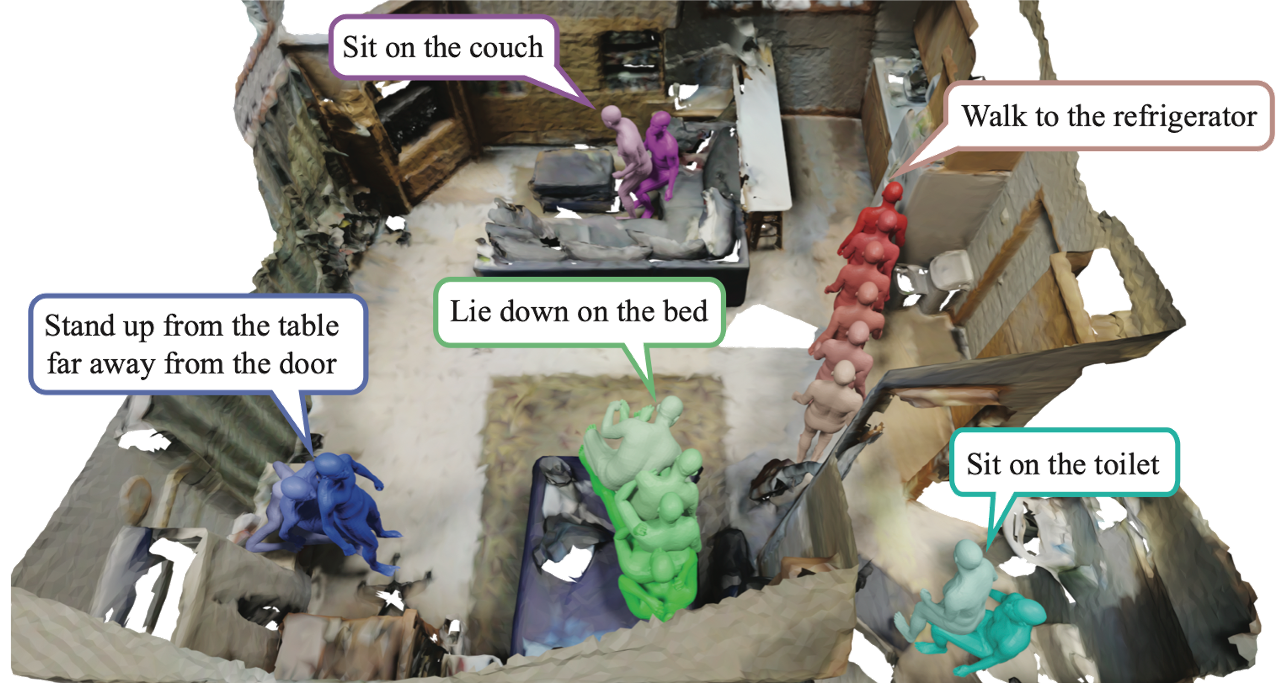 Sit on the couch
Walk to the refrigerator
Lie down on the bed
Stand up from the table
far away from the door
Sit on the toilet